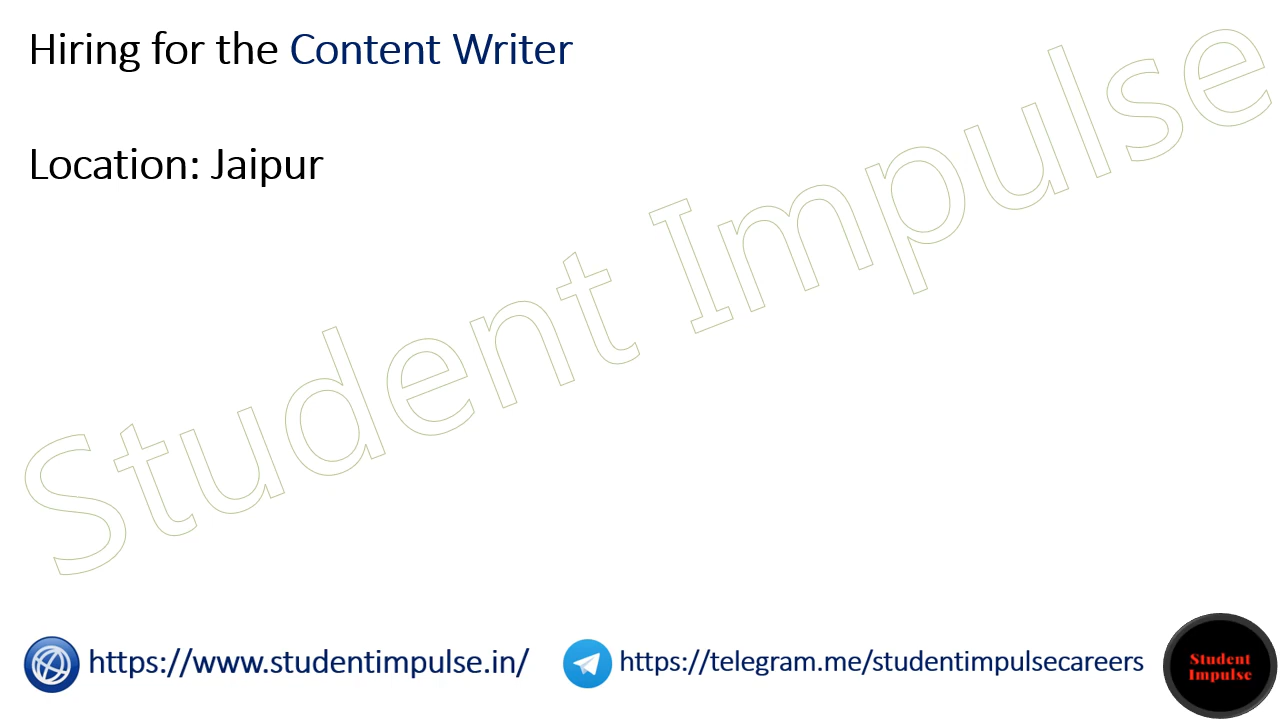 Hiring for the Content Writer
Location: Jaipur
Student Impulse
https://www.studentimpulse.in/
https://telegram.me/studentimpulsecareers
Student
Impulse